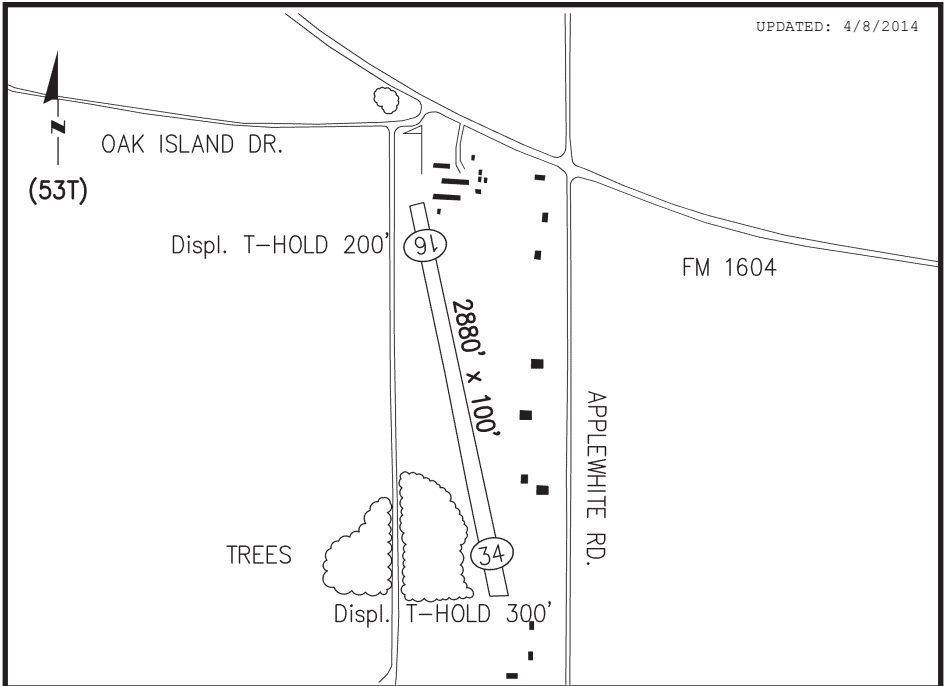 UPDATED: 4/8/2014
N
OAK ISLAND DR.
(53T)
Displ. T-HOLD 200'
16
FM 1604
2880' x 100'
APPLEWHITE RD.
TREES
34
Displ. T-HOLD 300'